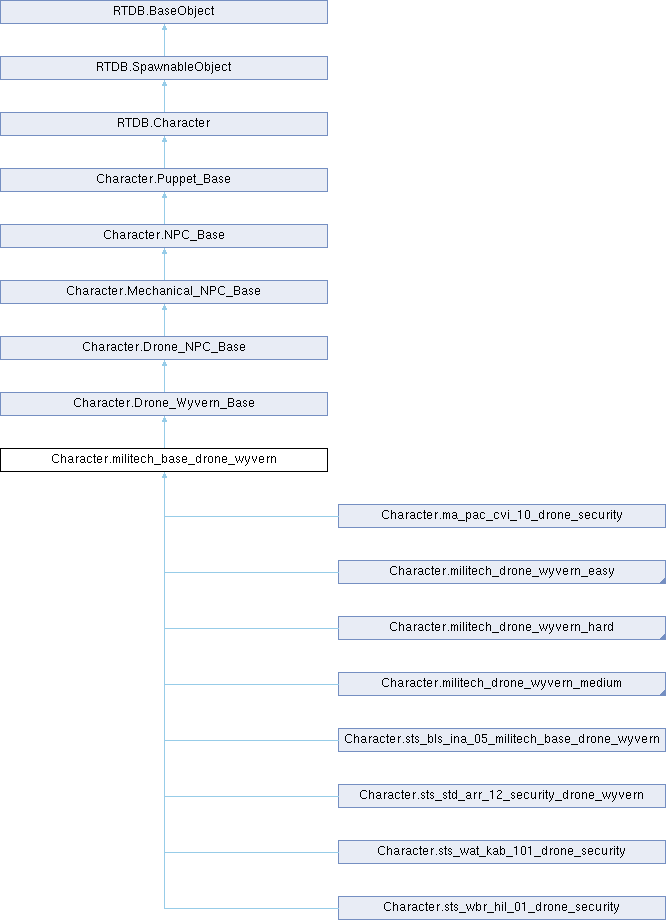 RTDB.BaseObject
RTDB.SpawnableObject
RTDB.Character
Character.Puppet_Base
Character.NPC_Base
Character.Mechanical_NPC_Base
Character.Drone_NPC_Base
Character.Drone_Wyvern_Base
Character.militech_base_drone_wyvern
Character.ma_pac_cvi_10_drone_security
Character.militech_drone_wyvern_easy
Character.militech_drone_wyvern_hard
Character.militech_drone_wyvern_medium
Character.sts_bls_ina_05_militech_base_drone_wyvern
Character.sts_std_arr_12_security_drone_wyvern
Character.sts_wat_kab_101_drone_security
Character.sts_wbr_hil_01_drone_security